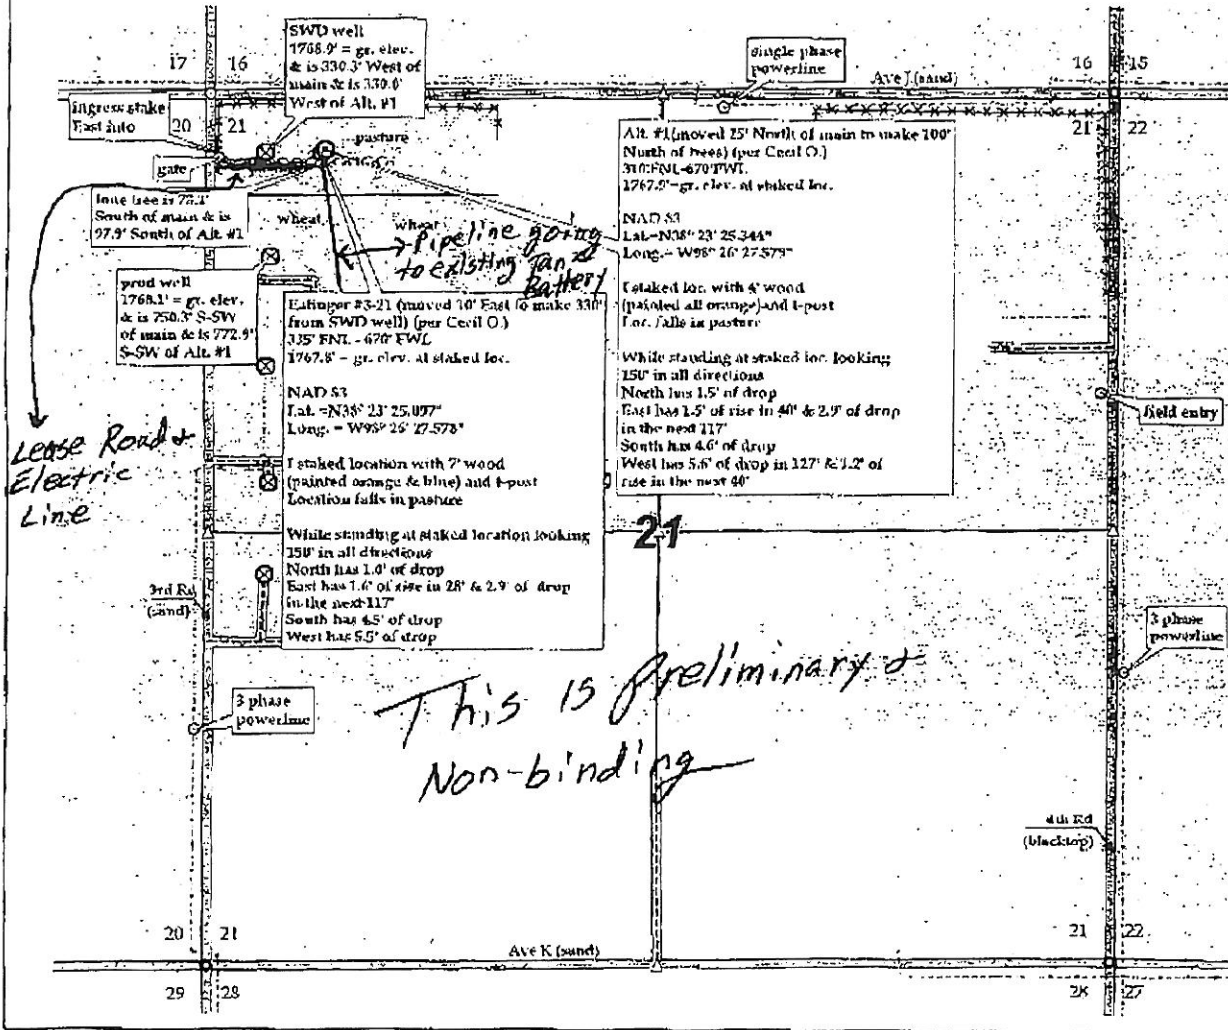 SWD well
1768.9' = gr. elev.
& is 330.3' West of
main & is 330.6'
West of Alt. #1
17 16
single phase
powerline
Ave J (sand)
16 15
ingress stake
East into
20 21
21 22
pasture
gate
lone tree is 73.1'
South of main & is
97.9' South of Alt. #1
Alt. #1 (moved 25' North of main to make 100'
North of trees) (per Cecil O.)
310' FNL - 670' FWL
1767.9' = gr. elev. at staked loc.
NAD 83
Lat. = N38° 23' 25.344"
Long. = W98° 26' 27.579"
I staked loc. with 4' wood
(painted all orange) and t-post
Loc. falls in pasture
While standing at staked loc. looking
150' in all directions
North has 1.5' of drop
East has 1.5' of rise in 40' & 2.9' of drop
in the next 117'
South has 4.6' of drop
West has 5.6' of drop in 127' & 1.2' of
rise in the next 40'
wheat
wheat
Pipeline going
to existing Tank
Battery
prod well
1768.1' = gr. elev.
& is 750.3' S-SW
of main & is 772.9'
S-SW of Alt. #1
#3-21 (moved 10' East to make 330'
from SWD well) (per Cecil O.)
335' FNL - 670' FWL
1767.8' = gr. elev. at staked loc.
NAD 83
Lat. = N38° 23' 25.097"
Long. = W98° 26' 27.578"
I staked location with 7' wood
(painted orange & blue) and t-post
Location falls in pasture
While standing at staked location looking
150' in all directions
North has 1.0' of drop
East has 1.6' of rise in 28' & 2.9' of drop
in the next 117'
South has 4.5' of drop
West has 5.5' of drop
Lease Road &
Electric
Line
field entry
21
3rd Rd
(sand)
3 phase
powerline
This is Preliminary &
Non-binding
3 phase
powerline
4th Rd
(blacktop)
20 21
Ave K (sand)
21 22
29 28
28 27